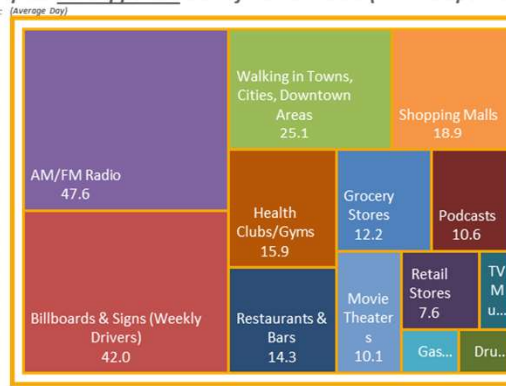 (Average Day)
AM/FM Radio
47.6
Billboards & Signs (Weekly
Drivers)
42.0
Walking in Towns,
Cities, Downtown
Areas
25.1
Shopping Malls
18.9
Health
Clubs/Gyms
15.9
Grocery
Stores
12.2
Podcasts
10.6
Restaurants &
Bars
14.3
Movie
Theater
s
10.1
Retail
Stores
7.6
TV
M
u...
Gas...
Dru...